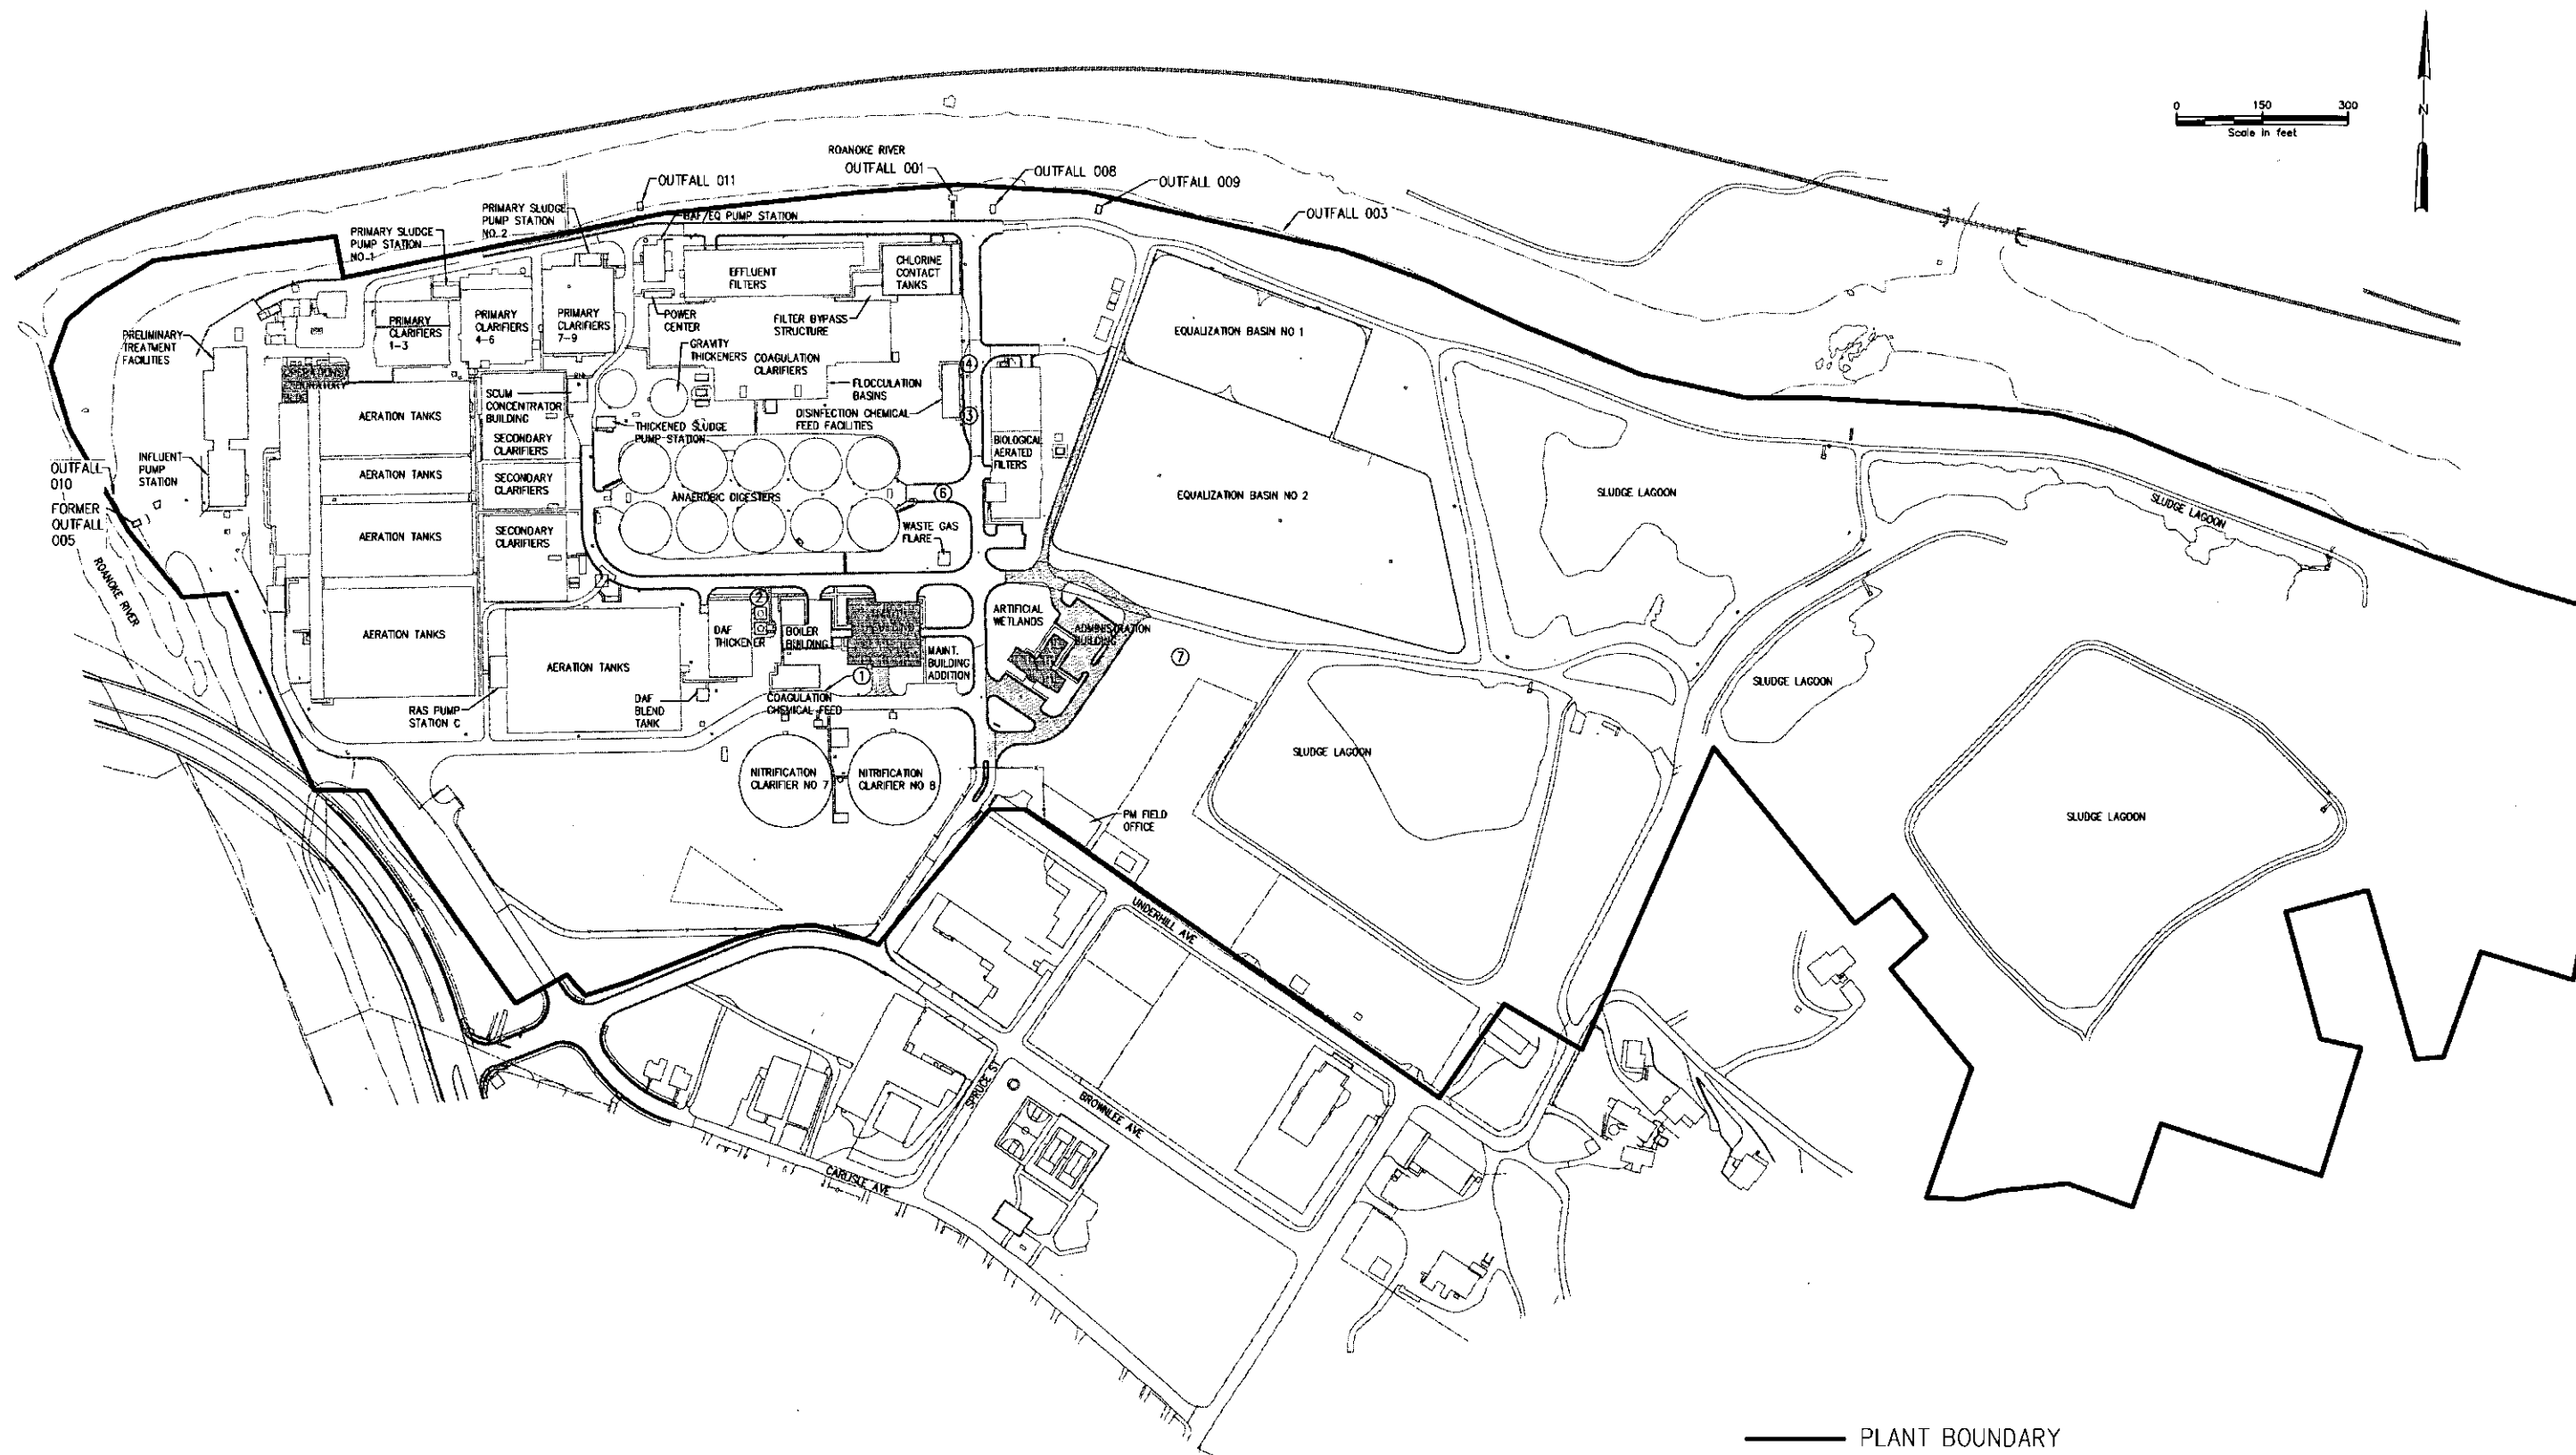 N
0 150 300
Scale in feet
ROANOKE RIVER
OUTFALL 001
OUTFALL 008
OUTFALL 009
OUTFALL 011
OUTFALL 003
PRIMARY SLUDGE
PUMP STATION
NO. 2
BAF/EQ PUMP STATION
PRIMARY SLUDGE
PUMP STATION
NO. 1
EFFLUENT
FILTERS
CHLORINE
CONTACT
TANKS
PRELIMINARY
TREATMENT
FACILITIES
PRIMARY
CLARIFIERS
1-3
PRIMARY
CLARIFIERS
4-6
PRIMARY
CLARIFIERS
7-9
POWER
CENTER
FILTER BYPASS
STRUCTURE
GRAVITY
THICKENERS
COAGULATION
CLARIFIERS
FLOCCULATION
BASINS
DISINFECTION CHEMICAL
FEED FACILITIES
4
3
EQUALIZATION BASIN NO 1
EQUALIZATION BASIN NO 2
SCUM
CONCENTRATOR
BUILDING
THICKENED SLUDGE
PUMP STATION
AERATION TANKS
SECONDARY
CLARIFIERS
BIOLOGICAL
AERATED
FILTERS
OUTFALL
010
FORMER
OUTFALL
005
INFLUENT
PUMP
STATION
AERATION TANKS
SECONDARY
CLARIFIERS
ANAEROBIC DIGESTERS
6
AERATION TANKS
SECONDARY
CLARIFIERS
WASTE GAS
FLARE
SLUDGE LAGOON
SLUDGE LAGOON
ROANOKE RIVER
AERATION TANKS
AERATION TANKS
DAF
THICKENER
2
BOILER
BUILDING
MAINT.
BUILDING
ADDITION
ARTIFICIAL
WETLANDS
ADMINISTRATION
BUILDING
7
RAS PUMP
STATION C
DAF
BLEND
TANK
1
COAGULATION
CHEMICAL FEED
SLUDGE LAGOON
NITRIFICATION
CLARIFIER NO 7
NITRIFICATION
CLARIFIER NO 8
SLUDGE LAGOON
PM FIELD
OFFICE
SLUDGE LAGOON
UNDERHILL AVE
SPRUCE ST
BROWNLEE AVE
CARLISLE AVE
PLANT BOUNDARY